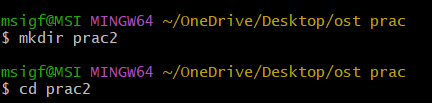 msigf@MSI MINGW64 ~/OneDrive/Desktop/ost prac
$ mkdir prac2
msigf@MSI MINGW64 ~/OneDrive/Desktop/ost prac
$ cd prac2